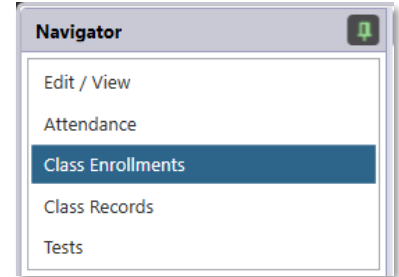 Navigator
Edit / View
Attendance
Class Enrollments
Class Records
Tests